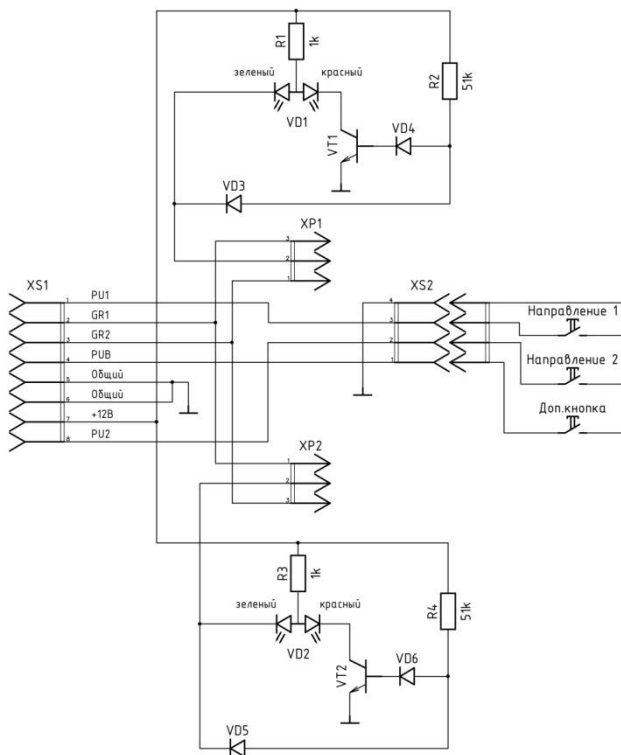 R1
1k
зеленый
красный
VD1
R2
51k
VT1
VD4
VD3
XP1
3
2
1
XS1
1 PU1
2 GR1
3 GR2
4 PUB
5 Общий
6 Общий
7 +12В
8 PU2
XS2
4
3
2
1
Направление 1
Направление 2
Доп.кнопка
XP2
1
2
3
R3
1k
зеленый
красный
VD2
R4
51k
VT2
VD6
VD5